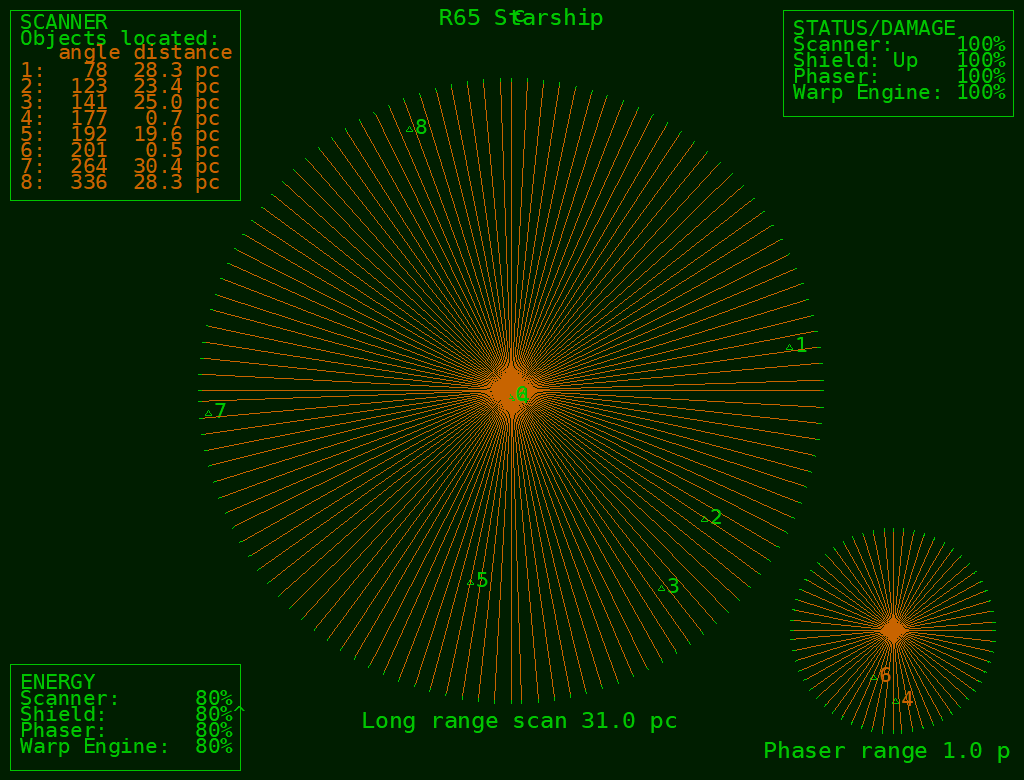 R65 Starship
SCANNER
Objects located:
angle distance
1: 78 28.3 pc
2: 123 23.4 pc
3: 141 25.0 pc
4: 177 0.7 pc
5: 192 19.6 pc
6: 201 0.5 pc
7: 264 30.4 pc
8: 336 28.3 pc
STATUS/DAMAGE
Scanner: 100%
Shield: Up 100%
Phaser: 100%
Warp Engine: 100%
8
1
0
7
2
5
3
6
4
ENERGY
Scanner: 80%
Shield: 80%^
Phaser: 80%
Warp Engine: 80%
Long range scan 31.0 pc
Phaser range 1.0 p